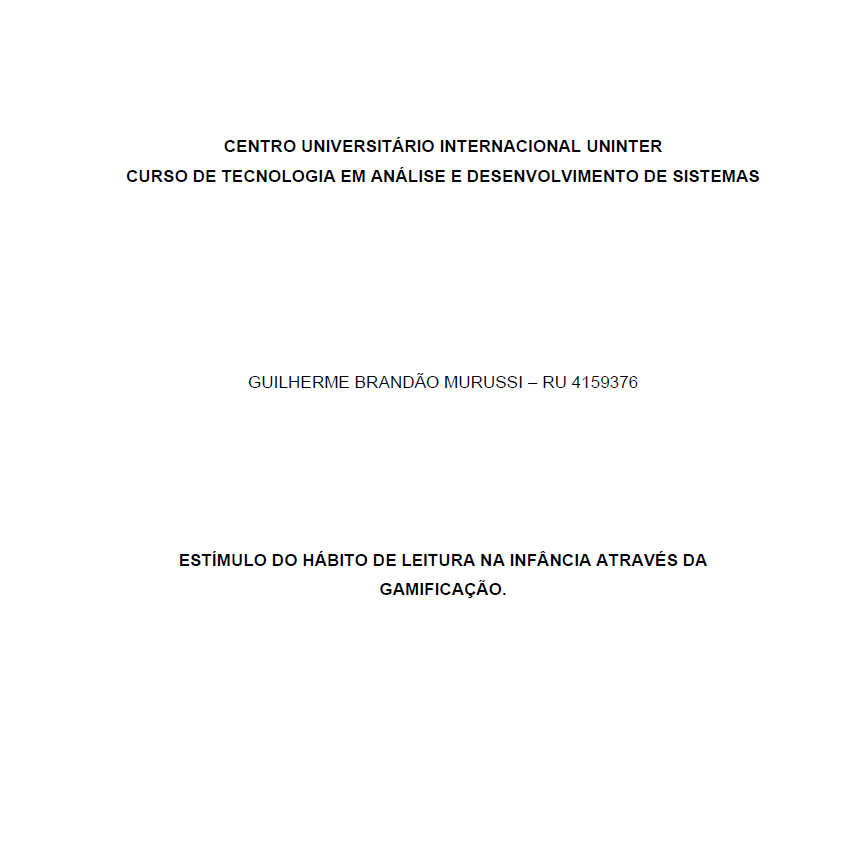 CENTRO UNIVERSITÁRIO INTERNACIONAL UNINTER
CURSO DE TECNOLOGIA EM ANÁLISE E DESENVOLVIMENTO DE SISTEMAS
GUILHERME BRANDÃO MURUSSI – RU 4159376
ESTÍMULO DO HÁBITO DE LEITURA NA INFÂNCIA ATRAVÉS DA
GAMIFICAÇÃO.